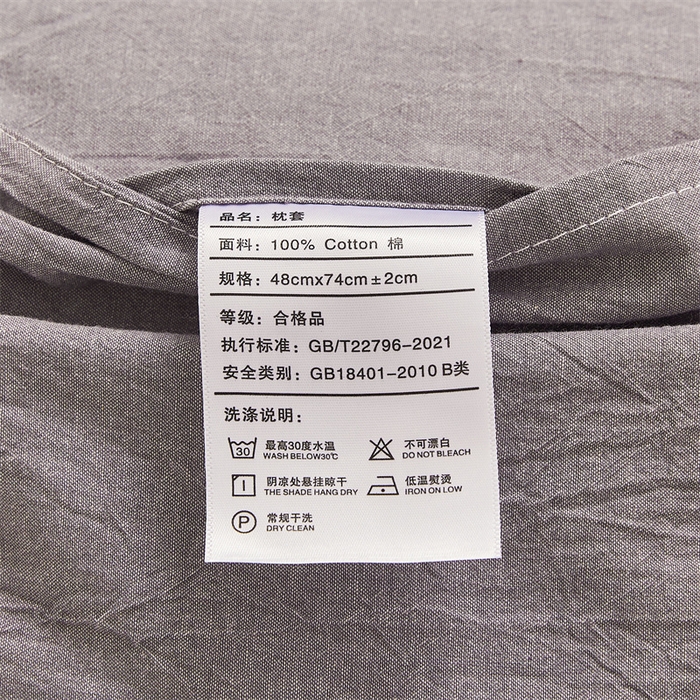 品名：枕套
面料：100% Cotton 棉
规格：48cmx74cm±2cm
等级：合格品
执行标准：GB/T22796-2021
安全类别：GB18401-2010 B类
洗涤说明：
30 最高30度水温 不可漂白
WASH BELOW30℃ DO NOT BLEACH
阴凉处悬挂晾干 低温熨烫
THE SHADE HANG DRY IRON ON LOW
P 常规干洗
DRY CLEAN